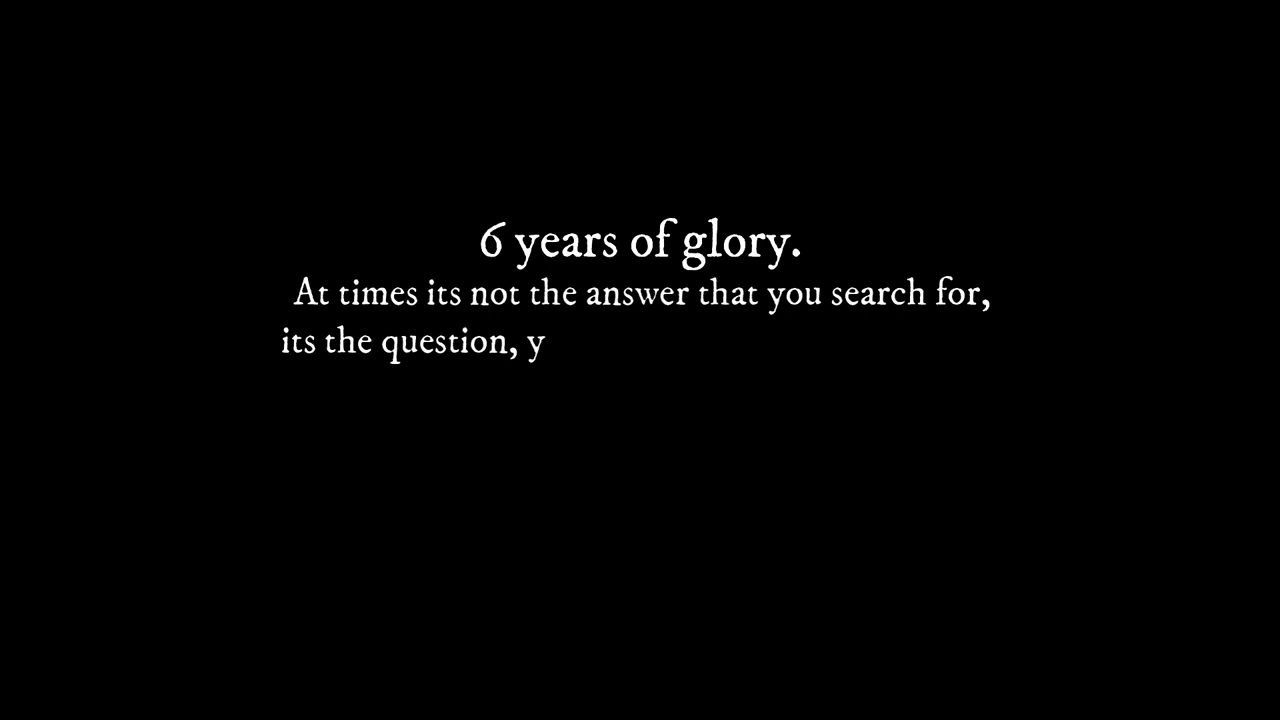 6 years of glory.
At times its not the answer that you search for,
its the question, y